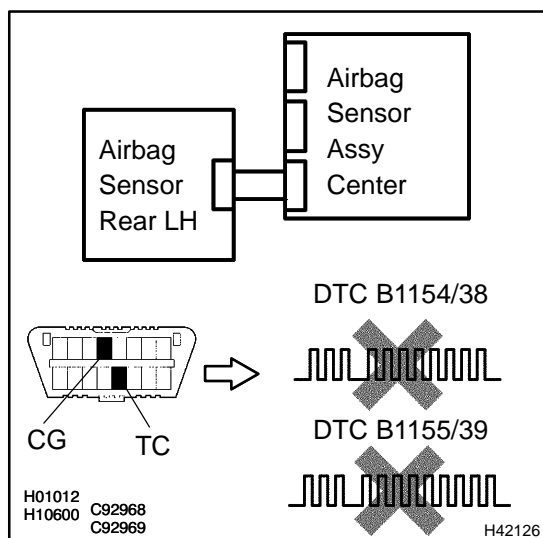 Airbag
Sensor
Rear LH
Airbag
Sensor
Assy
Center
DTC B1154/38
CG
TC
DTC B1155/39
H01012
H10600
C92968
C92969
H42126